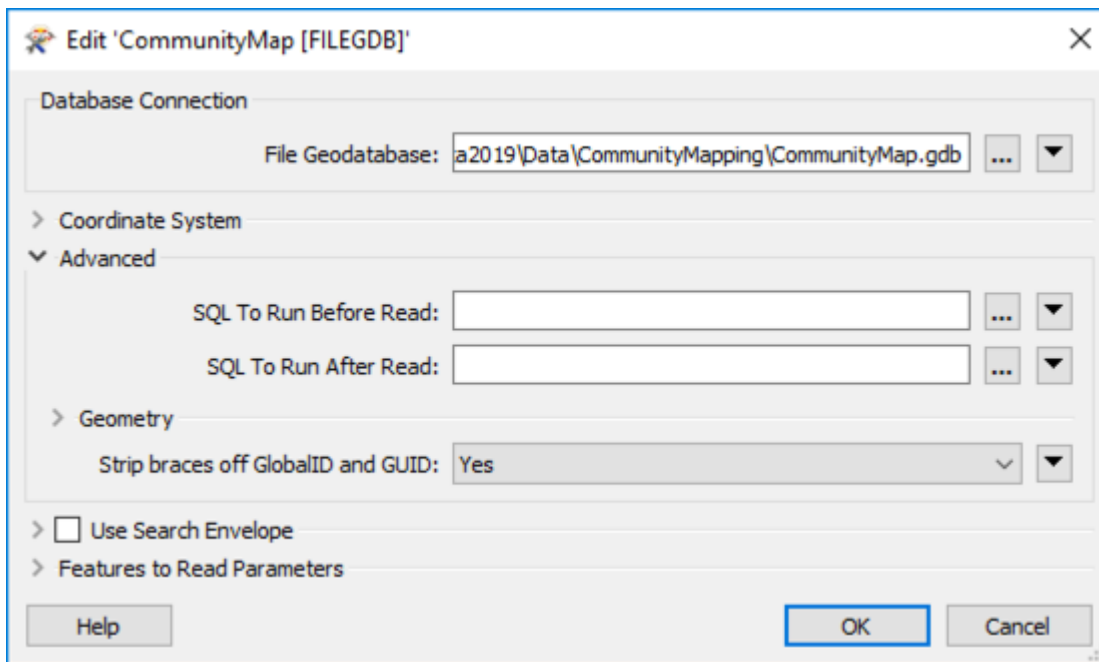 Edit 'CommunityMap [FILEGDB]'
Database Connection
File Geodatabase: :a2019\Data\CommunityMapping\CommunityMap.gdb ...
Coordinate System
Advanced
SQL To Run Before Read: ...
SQL To Run After Read: ...
Geometry
Strip braces off GlobalID and GUID: Yes
Use Search Envelope
Features to Read Parameters
Help OK Cancel